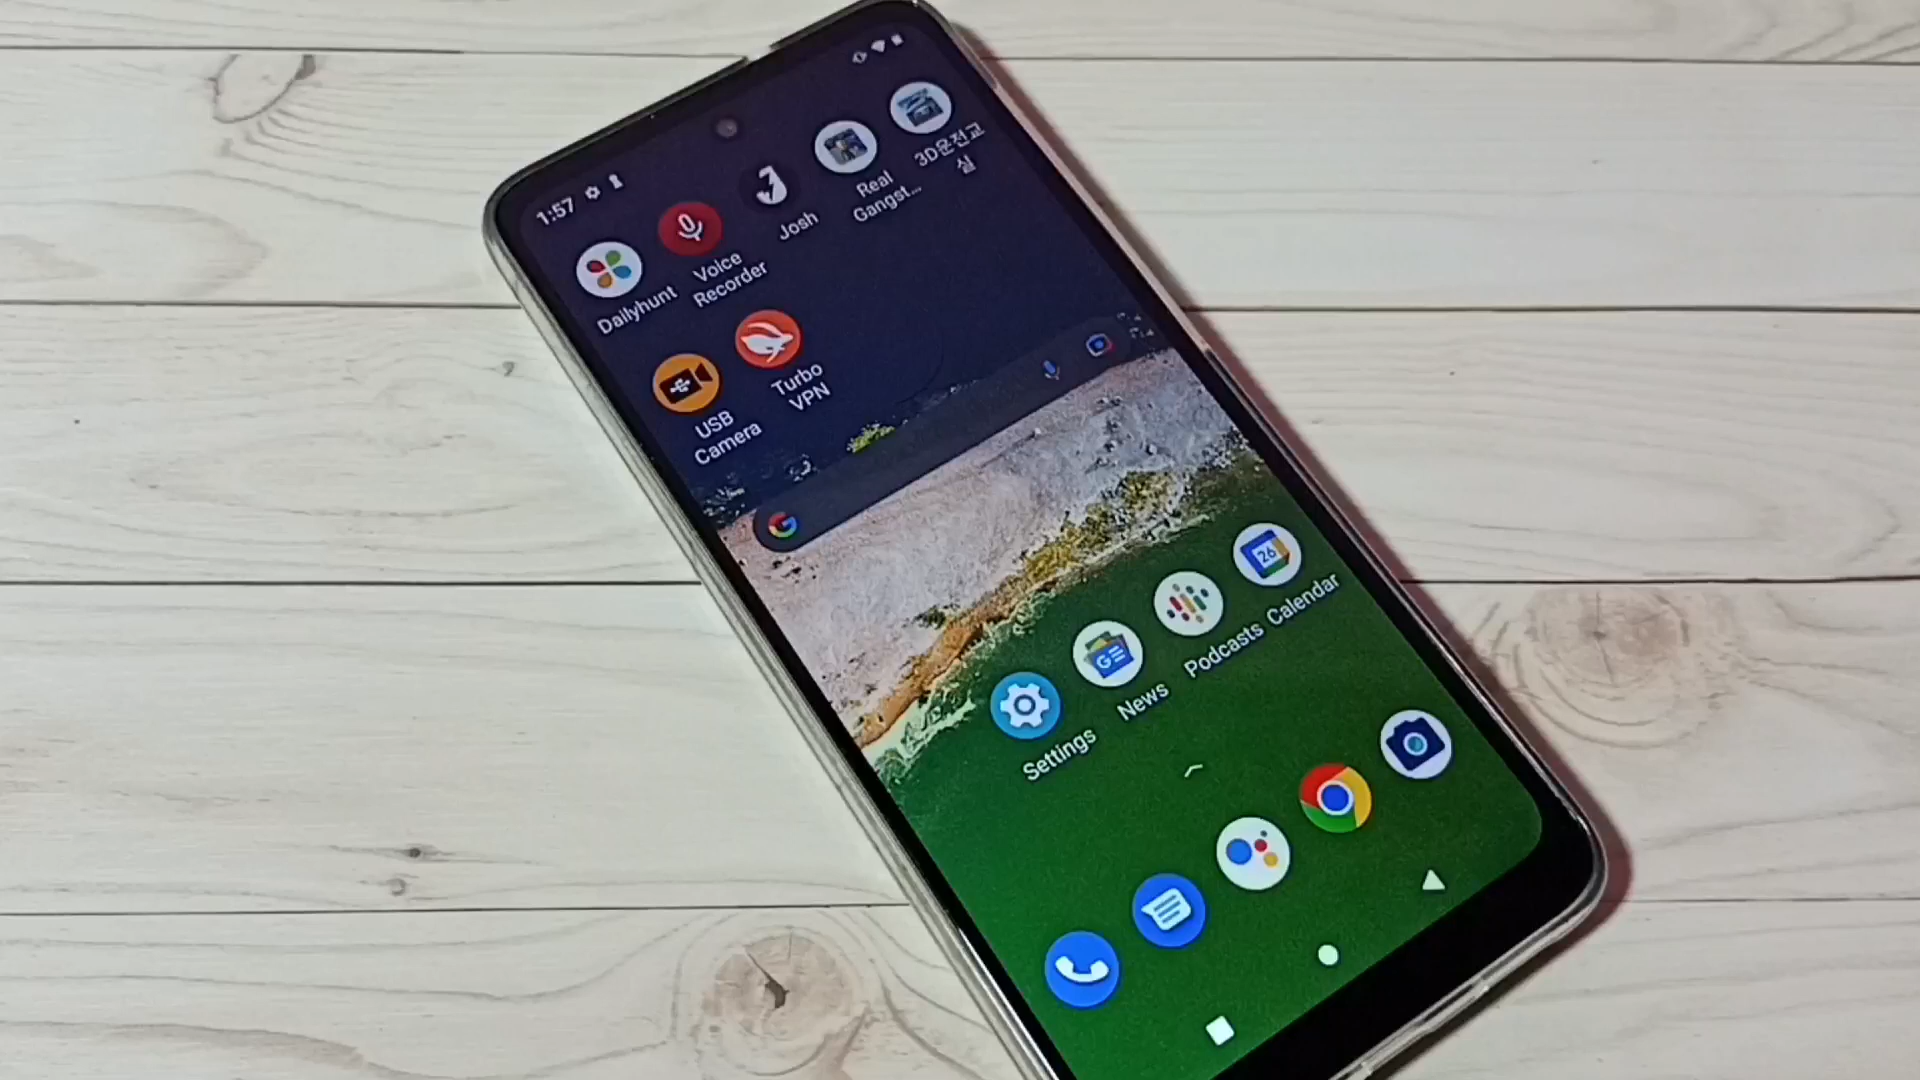 1:57
Dailyhunt
Voice
Recorder
Josh
Real
Gangst...
3D운전교
실
USB
Camera
Turbo
VPN
G
Settings
G
News
Podcasts
26
Calendar